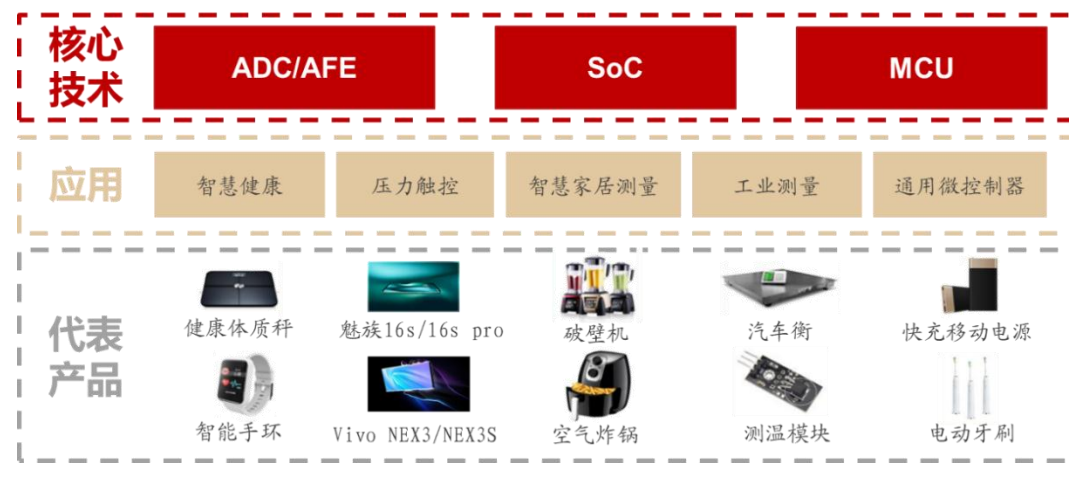 核心
技术
ADC/AFE
SoC
MCU
应用
智慧健康
压力触控
智慧家居测量
工业测量
通用微控制器
代表
产品
健康体质秤
魅族16s/16s pro
破壁机
汽车衡
快充移动电源
智能手环
Vivo NEX3/NEX3S
空气炸锅
测温模块
电动牙刷